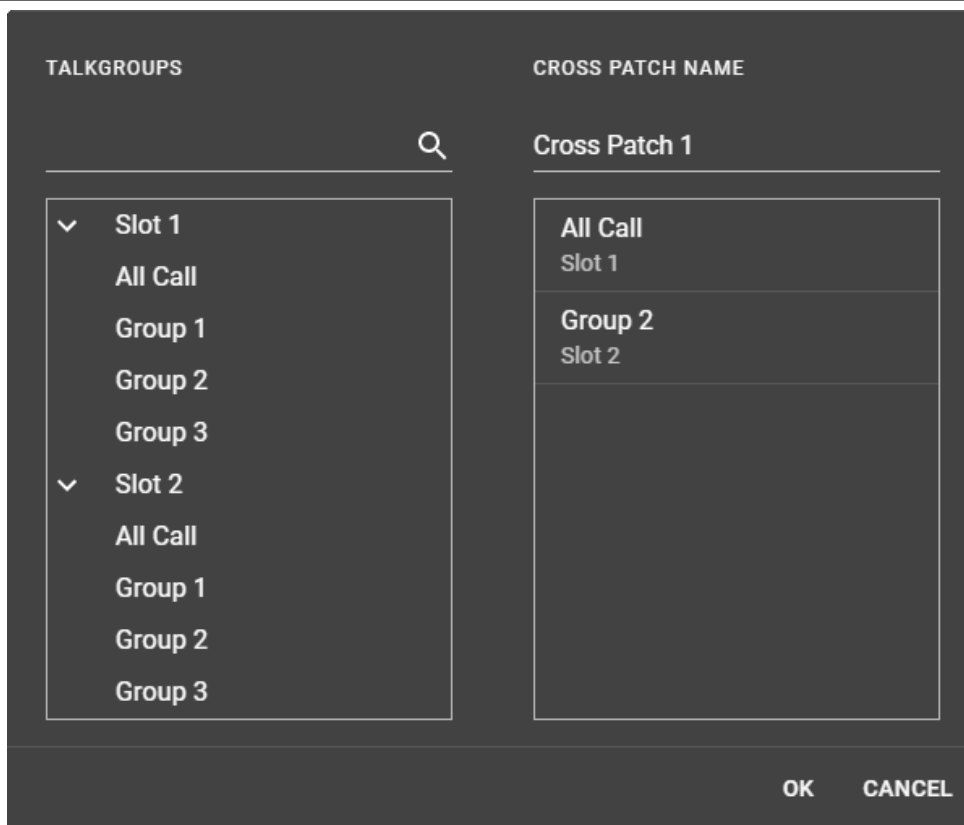 TALKGROUPS
Slot 1
All Call
Group 1
Group 2
Group 3
Slot 2
All Call
Group 1
Group 2
Group 3
CROSS PATCH NAME
Cross Patch 1
All Call
Slot 1
Group 2
Slot 2
OK
CANCEL